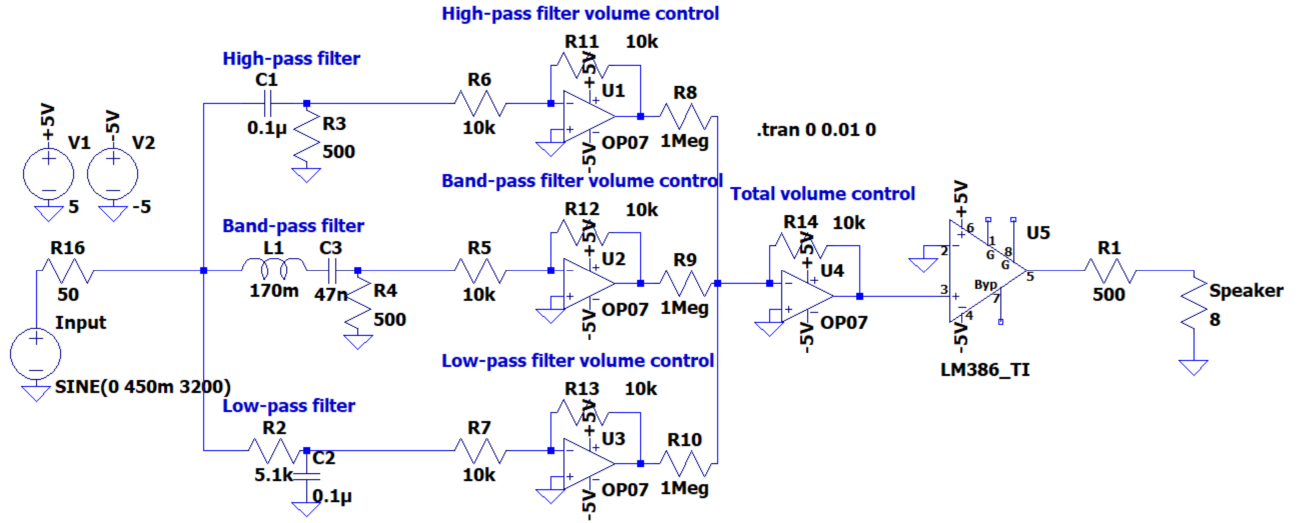 High-pass filter volume control
R11 10k
High-pass filter
C1
0.1µ
R3
500
R6
10k
+5V
U1
-5V
OP07
R8
1Meg
.tran 0 0.01 0
+5V
V1
5
-5V
V2
-5
Band-pass filter volume control
R12 10k
Band-pass filter
L1
170m
C3
47n
R4
500
R5
10k
+5V
U2
-5V
OP07
R9
1Meg
Total volume control
R14 10k
+5V
U4
-5V
OP07
+5V
6
2
1
G
8
G
U5
Byp
7
3
4
5
-5V
LM386_TI
R1
500
Speaker
8
R16
50
Input
SINE(0 450m 3200)
Low-pass filter volume control
R13 10k
Low-pass filter
R2
5.1k
C2
0.1µ
R7
10k
+5V
U3
-5V
OP07
R10
1Meg